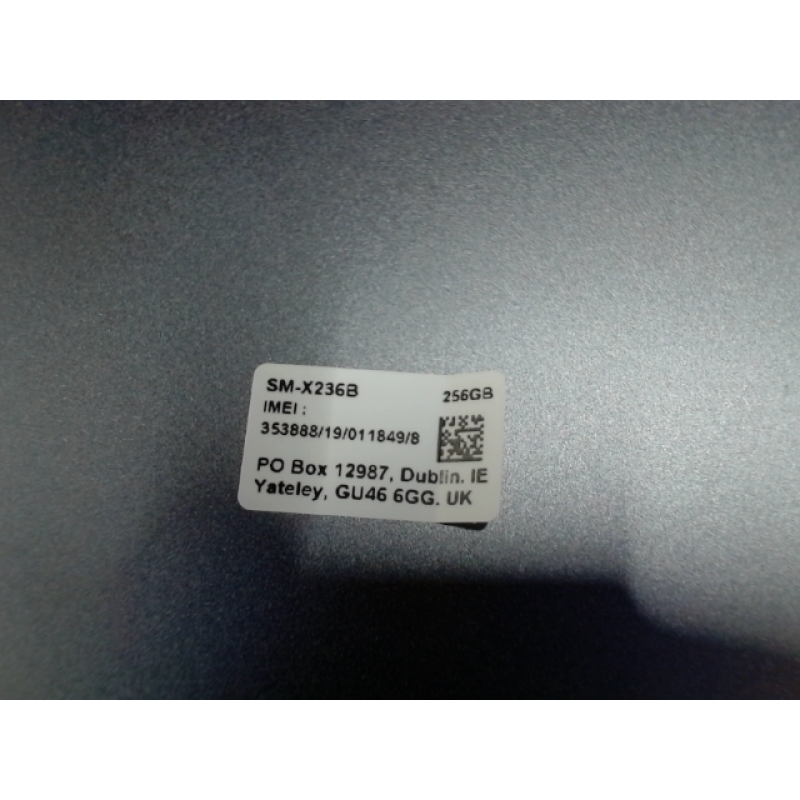 SM-X236B 256GB
IMEI :
353888/19/011849/8
PO Box 12987, Dublin. IE
Yateley, GU46 6GG. UK